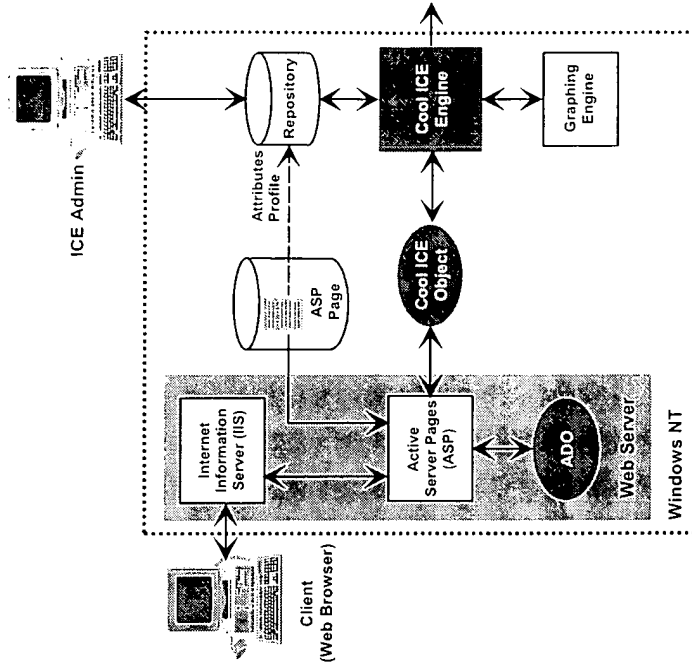 ICE Admin
Client
(Web Browser)
Internet
Information
Server (IIS)
Active
Server Pages
(ASP)
ADO
Web Server
Windows NT
ASP
Page
Attributes
Profile
Repository
Cool ICE
Object
Cool ICE
Engine
Graphing
Engine